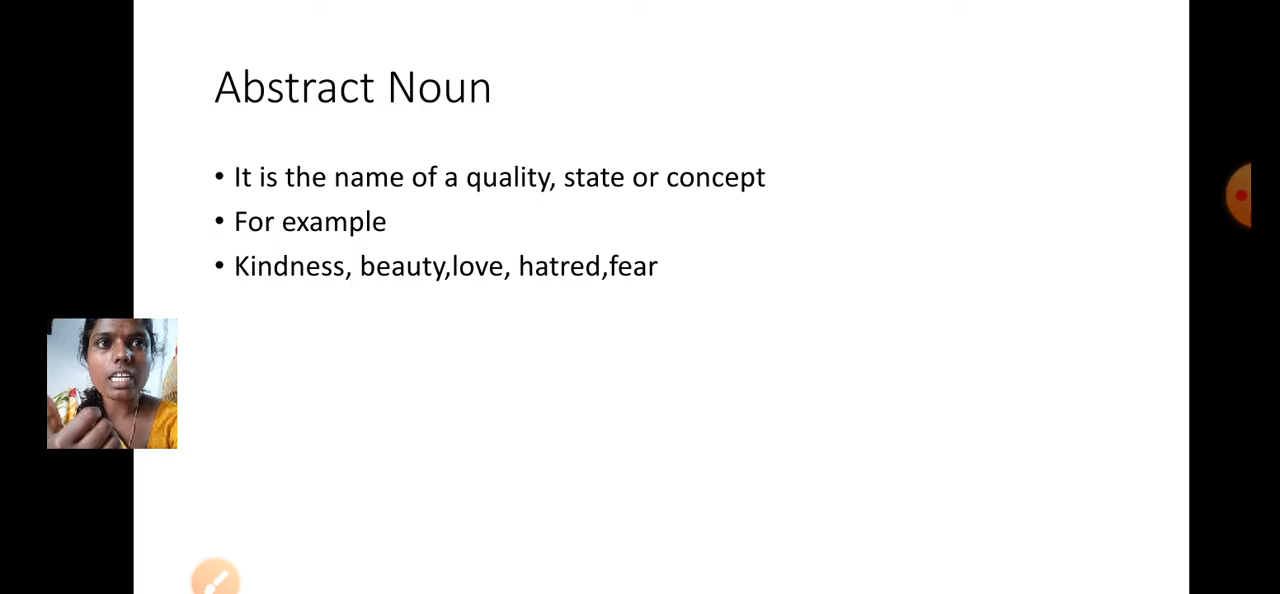 Abstract Noun
• It is the name of a quality, state or concept
• For example
• Kindness, beauty,love, hatred,fear